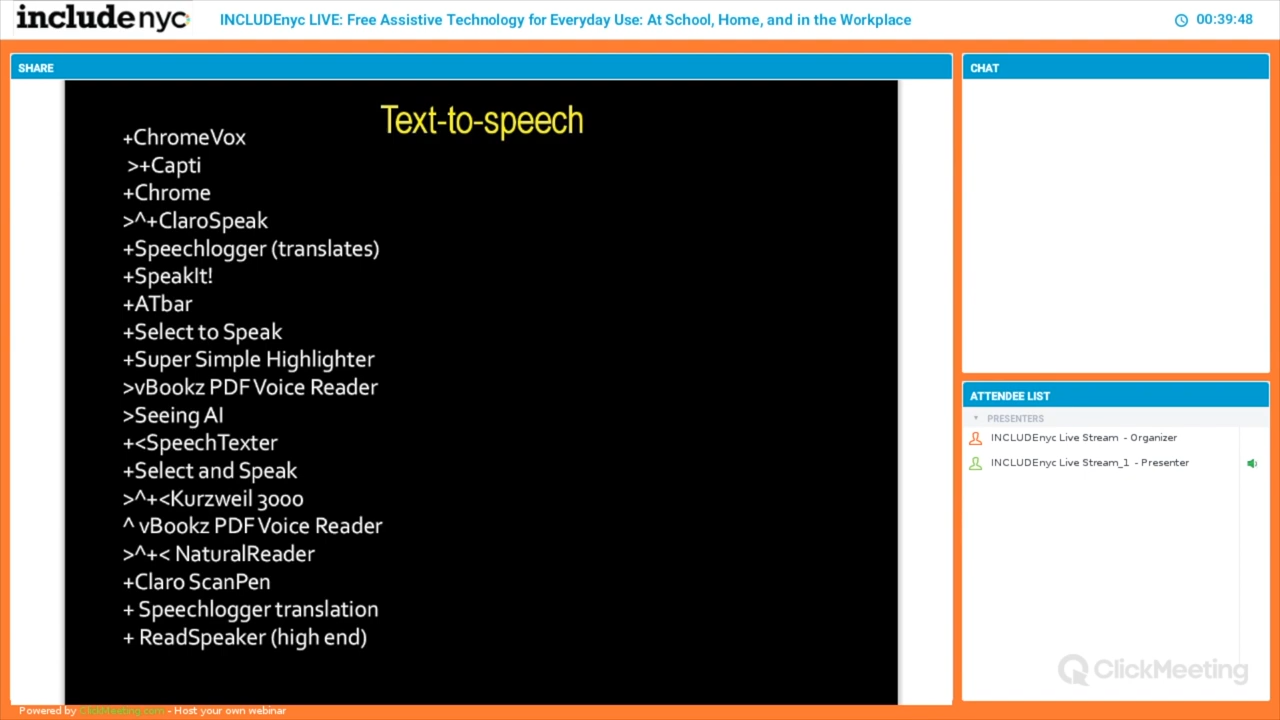 includenyc
INCLUDEnyc LIVE: Free Assistive Technology for Everyday Use: At School, Home, and in the Workplace
00:39:48
SHARE
Text-to-speech
+ChromeVox
>+Capti
+Chrome
>^+ClaroSpeak
+Speechlogger (translates)
+SpeakIt!
+ATbar
+Select to Speak
+Super Simple Highlighter
>vBookz PDF Voice Reader
>Seeing AI
+<SpeechTexter
+Select and Speak
>^+<Kurzweil 3000
^ vBookz PDF Voice Reader
>^+< NaturalReader
+Claro ScanPen
+ Speechlogger translation
+ ReadSpeaker (high end)
CHAT
ATTENDEE LIST
PRESENTERS
INCLUDEnyc Live Stream - Organizer
INCLUDEnyc Live Stream_1 - Presenter
ClickMeeting
Powered by ClickMeeting.com - Host your own webinar